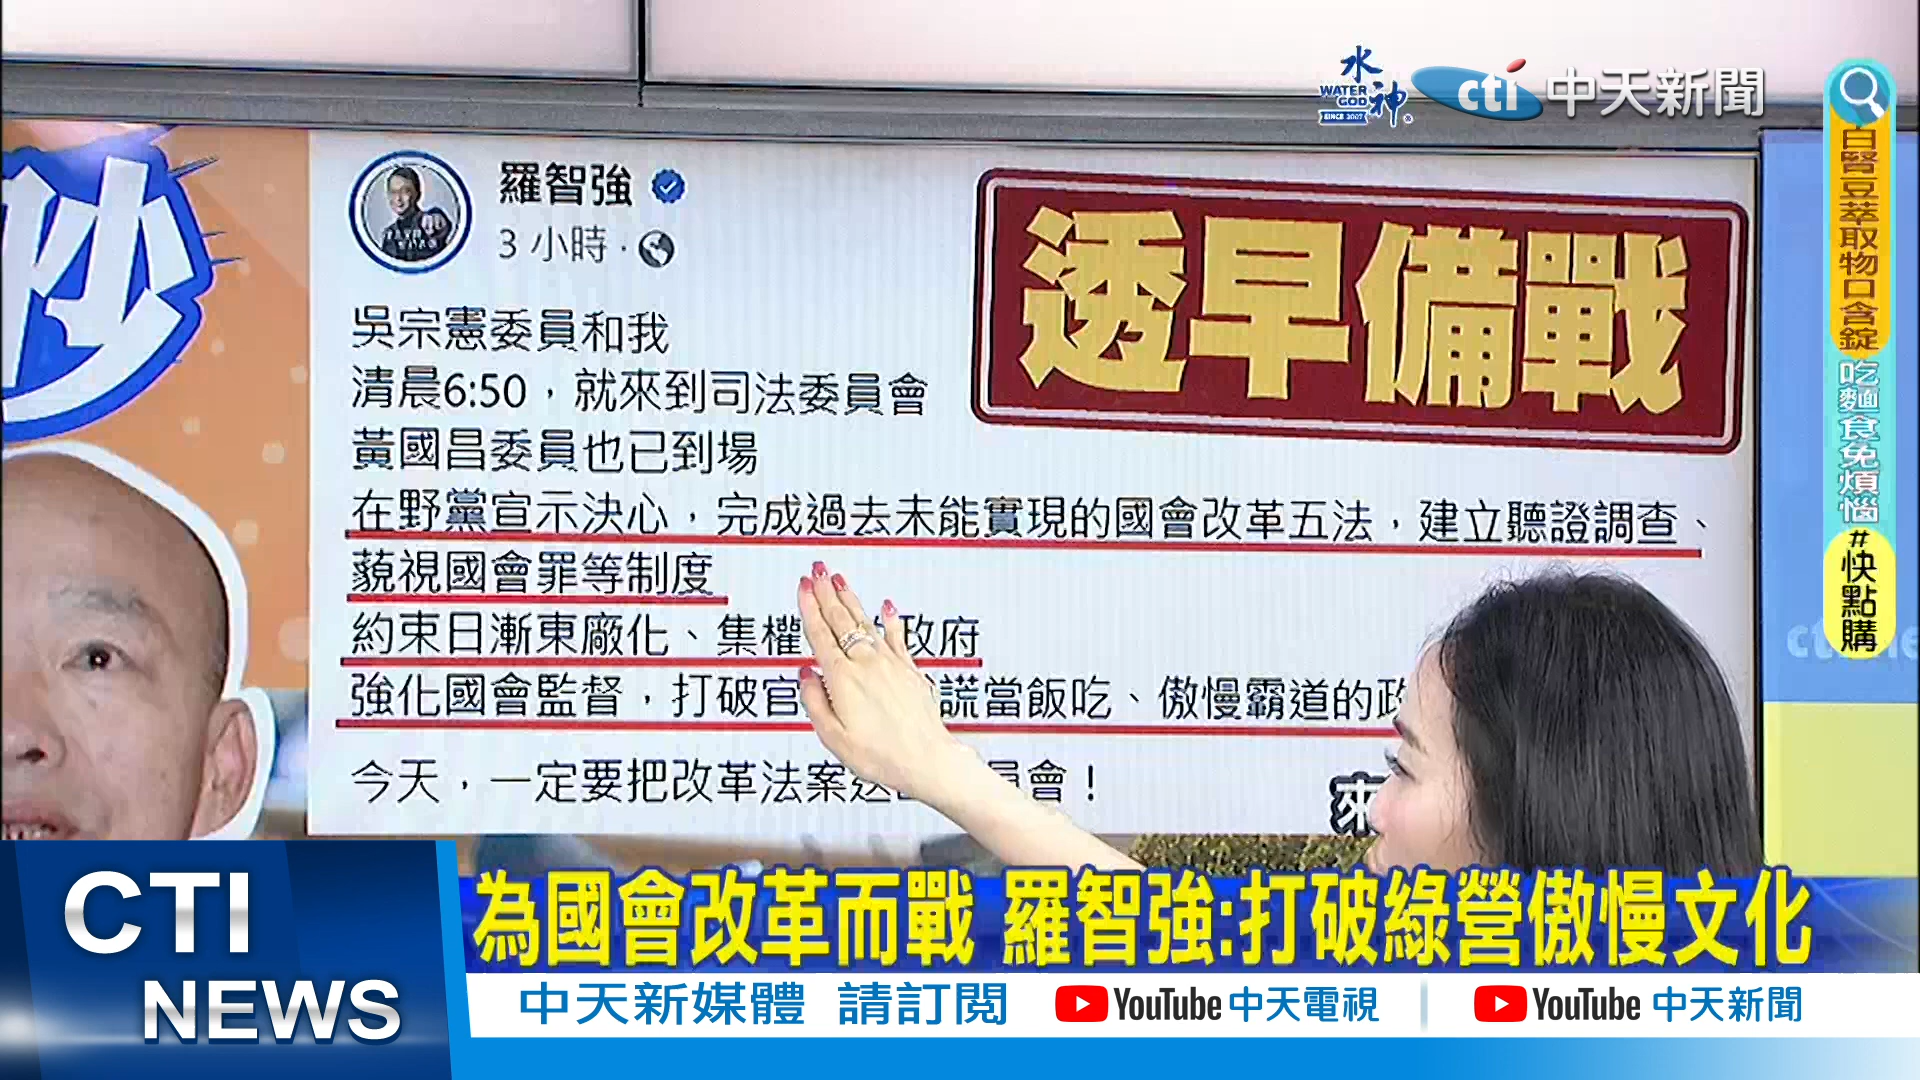 水神
WATER GOD
SINCE 2007
cti 中天新聞
白腎豆萃取物口含錠
吃麵食免煩惱
#快點購
秒
羅智強
3 小時
透早備戰
吳宗憲委員和我
清晨6:50，就來到司法委員會
黃國昌委員也已到場
在野黨宣示決心，完成過去未能實現的國會改革五法，建立聽證調查、
藐視國會罪等制度
約束日漸東廠化、集權 政府
強化國會監督，打破官 謊當飯吃、傲慢霸道的政
今天，一定要把改革法案送 員會！
來
CTI NEWS
為國會改革而戰 羅智強:打破綠營傲慢文化
中天新媒體 請訂閱 YouTube 中天電視 | YouTube 中天新聞